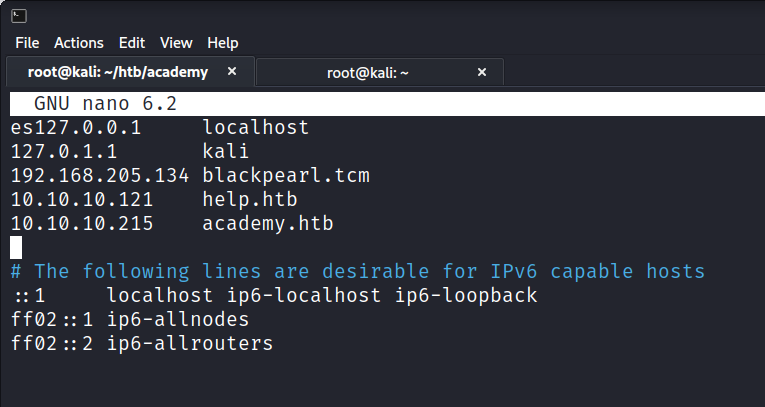 File Actions Edit View Help
root@kali: ~/htb/academy × root@kali: ~ ×
GNU nano 6.2
es127.0.0.1 localhost
127.0.1.1 kali
192.168.205.134 blackpearl.tcm
10.10.10.121 help.htb
10.10.10.215 academy.htb
# The following lines are desirable for IPv6 capable hosts
::1 localhost ip6-localhost ip6-loopback
ff02::1 ip6-allnodes
ff02::2 ip6-allrouters